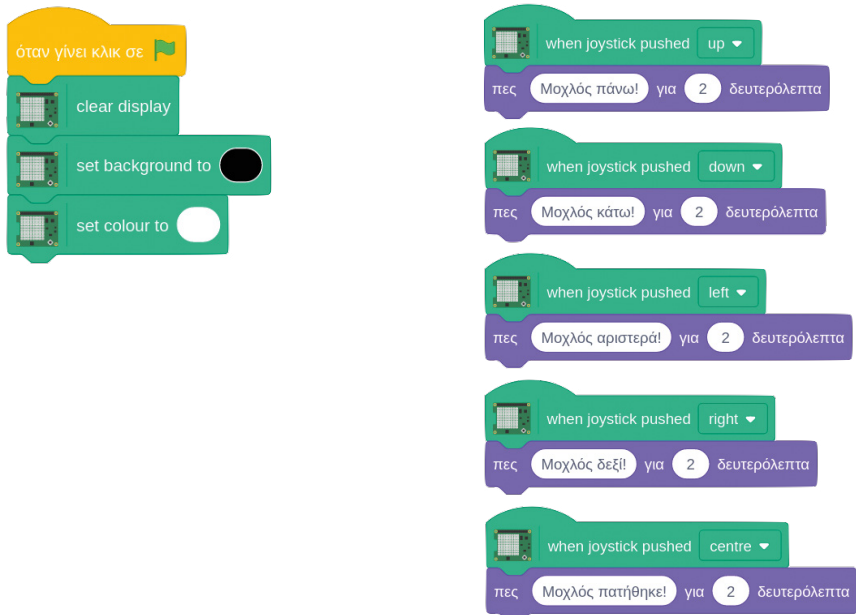 όταν γίνει κλικ σε
clear display
set background to
set colour to
when joystick pushed up
πες Μοχλός πάνω! για 2 δευτερόλεπτα
when joystick pushed down
πες Μοχλός κάτω! για 2 δευτερόλεπτα
when joystick pushed left
πες Μοχλός αριστερά! για 2 δευτερόλεπτα
when joystick pushed right
πες Μοχλός δεξί! για 2 δευτερόλεπτα
when joystick pushed centre
πες Μοχλός πατήθηκε! για 2 δευτερόλεπτα